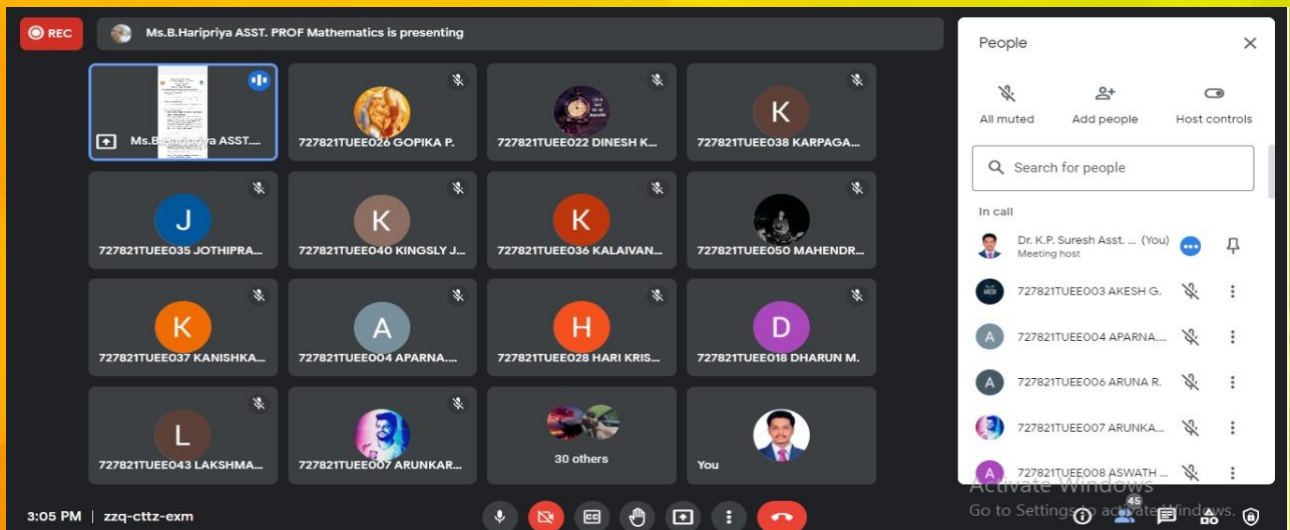 REC
Ms.B.Haripriya ASST. PROF Mathematics is presenting
Ms.B.Haripriya ASST....
727821TUEE026 GOPIKA P.
727821TUEE022 DINESH K...
K
727821TUEE038 KARPAGA...
J
727821TUEE035 JOTHIPRA...
K
727821TUEE040 KINGSLY J...
K
727821TUEE036 KALAIVAN...
727821TUEE050 MAHENDR...
K
727821TUEE037 KANISHKA...
A
727821TUEE004 APARNA....
H
727821TUEE028 HARI KRIS...
D
727821TUEE018 DHARUN M.
L
727821TUEE043 LAKSHMA...
727821TUEE007 ARUNKAR...
30 others
You
People
All muted
Add people
Host controls
Search for people
In call
Dr. K.P. Suresh Asst. ... (You)
Meeting host
727821TUEE003 AKESH G.
A
727821TUEE004 APARNA....
A
727821TUEE006 ARUNA R.
727821TUEE007 ARUNKA...
A
727821TUEE008 ASWATH ...
Activate Windows
Go to Settings to activate Windows.
3:05 PM | zzq-cttz-exm
CC
45